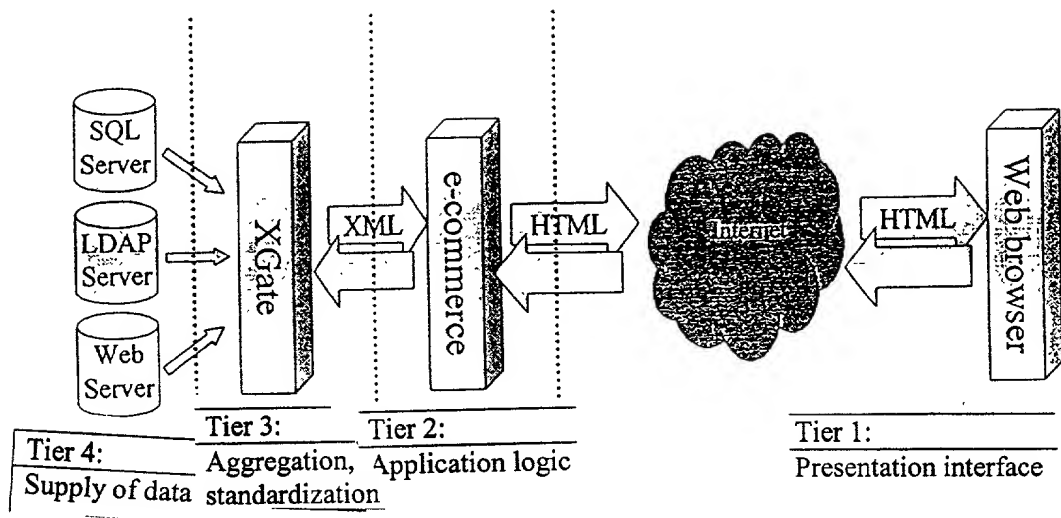 SQL
Server
LDAP
Server
Web
Server
XGate
XML
e-commerce
HTML
Internet
HTML
Web browser
Tier 4:
Supply of data
Tier 3:
Aggregation,
standardization
Tier 2:
Application logic
Tier 1:
Presentation interface